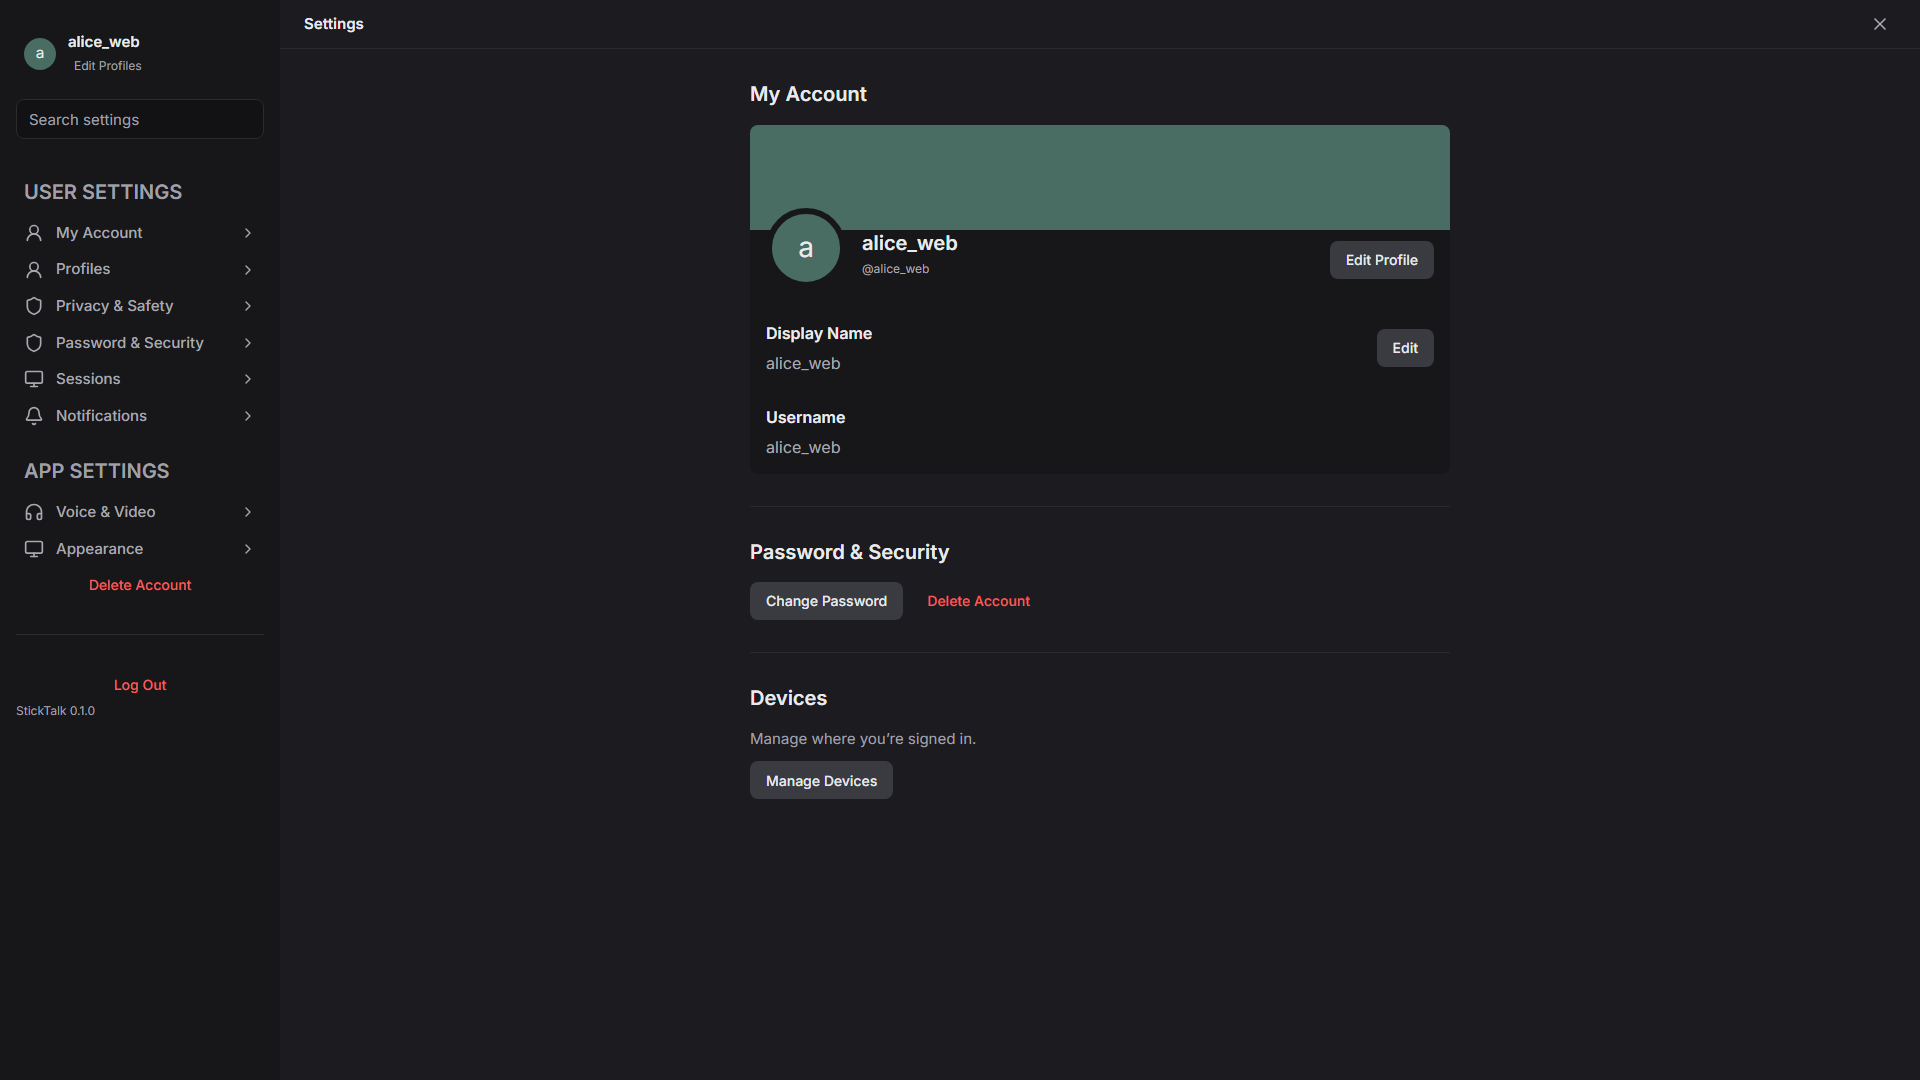 a
alice_web
Edit Profiles
Search settings
USER SETTINGS
My Account
Profiles
Privacy & Safety
Password & Security
Sessions
Notifications
APP SETTINGS
Voice & Video
Appearance
Delete Account
Log Out
StickTalk 0.1.0
Settings
My Account
a
alice_web
@alice_web
Edit Profile
Display Name
alice_web
Edit
Username
alice_web
Password & Security
Change Password
Delete Account
Devices
Manage where you’re signed in.
Manage Devices